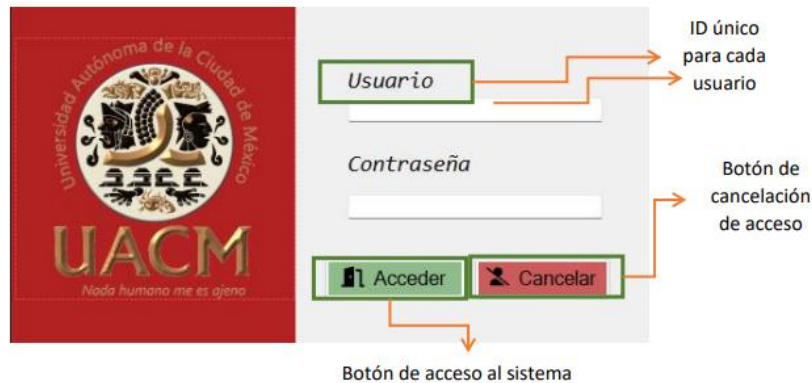 Universidad Autónoma de la Ciudad de México
UACM
Nada humano me es ajeno
Usuario
Contraseña
Acceder
Cancelar
ID único
para cada
usuario
Botón de
cancelación
de acceso
Botón de acceso al sistema